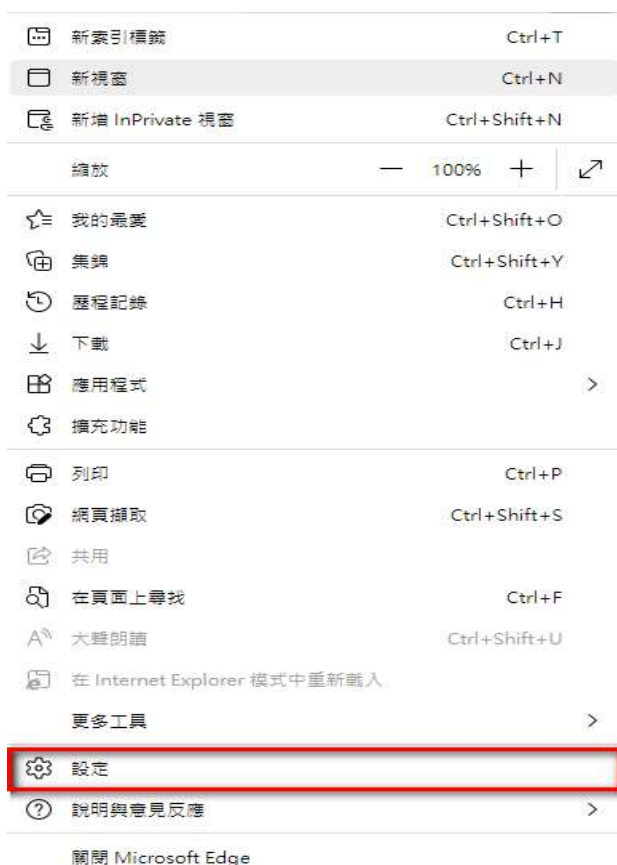 新索引標籤 Ctrl+T
新視窗 Ctrl+N
新增 InPrivate 視窗 Ctrl+Shift+N
縮放 — 100% +
我的最愛 Ctrl+Shift+O
集錦 Ctrl+Shift+Y
歷程記錄 Ctrl+H
下載 Ctrl+J
應用程式
擴充功能
列印 Ctrl+P
網頁擷取 Ctrl+Shift+S
共用
在頁面上尋找 Ctrl+F
大聲朗讀 Ctrl+Shift+U
在 Internet Explorer 模式中重新載入
更多工具
設定
說明與意見反應
關閉 Microsoft Edge